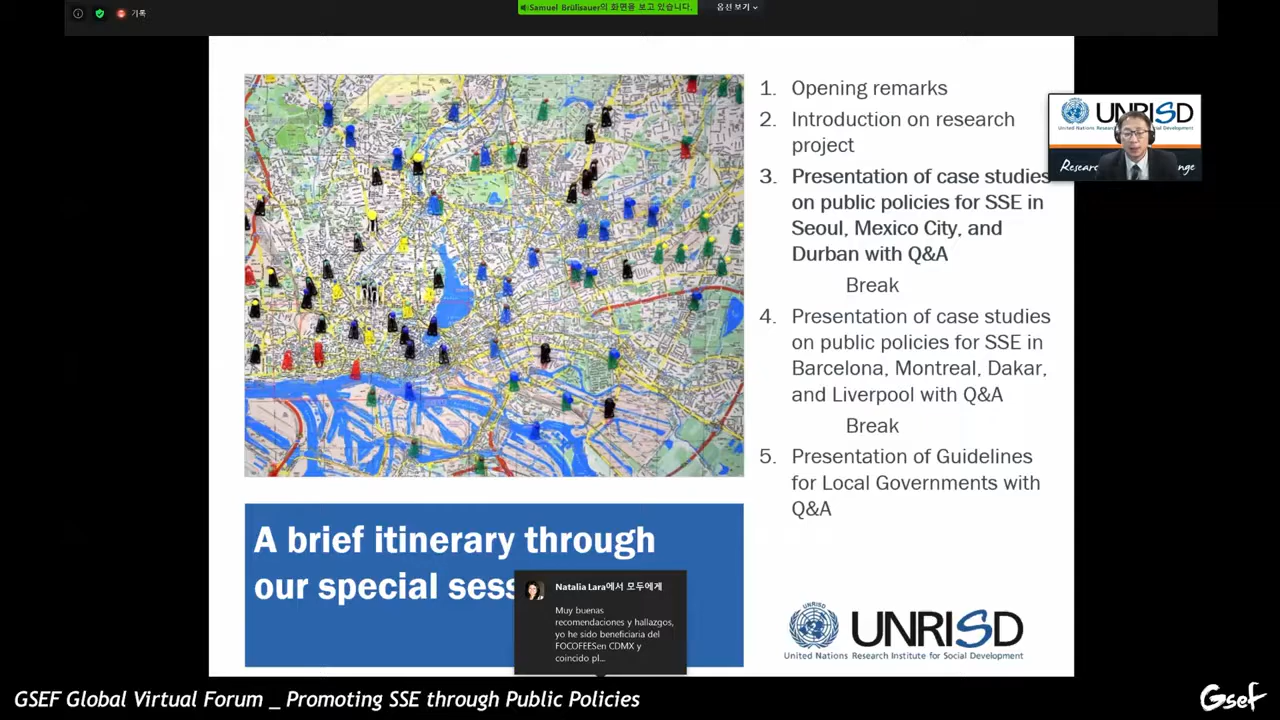 기록
Samuel Brülisauer의 화면을 보고 있습니다.
옵션 보기
1. Opening remarks
2. Introduction on research
project
3. Presentation of case studies
on public policies for SSE in
Seoul, Mexico City, and
Durban with Q&A
Break
4. Presentation of case studies
on public policies for SSE in
Barcelona, Montreal, Dakar,
and Liverpool with Q&A
Break
5. Presentation of Guidelines
for Local Governments with
Q&A
UNRISD
A brief itinerary through
our special sess
Natalia Lara에서 모두에게
Muy buenas
recomendaciones y hallazgos,
yo he sido beneficiaria del
FOCOFEESen CDMX y
coincido pl...
UNRISD
UNRISD
United Nations Research Institute for Social Development
GSEF Global Virtual Forum _ Promoting SSE through Public Policies
Gsef